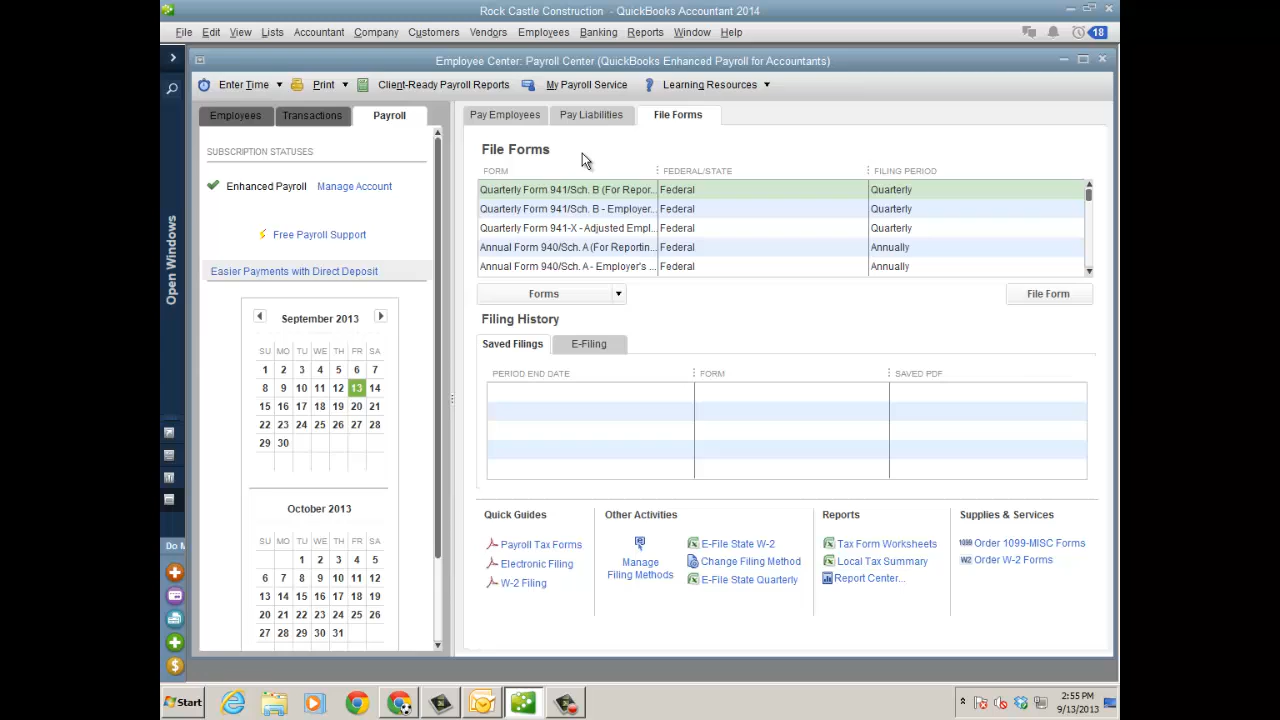 Rock Castle Construction - QuickBooks Accountant 2014
File Edit View Lists Accountant Company Customers Vendors Employees Banking Reports Window Help 18
Employee Center: Payroll Center (QuickBooks Enhanced Payroll for Accountants)
Enter Time Print Client-Ready Payroll Reports My Payroll Service ? Learning Resources
Employees Transactions Payroll
SUBSCRIPTION STATUSES
Enhanced Payroll Manage Account
Free Payroll Support
Easier Payments with Direct Deposit
September 2013
SU MO TU WE TH FR SA
1 2 3 4 5 6 7
8 9 10 11 12 13 14
15 16 17 18 19 20 21
22 23 24 25 26 27 28
29 30
October 2013
SU MO TU WE TH FR SA
1 2 3 4 5
6 7 8 9 10 11 12
13 14 15 16 17 18 19
20 21 22 23 24 25 26
27 28 29 30 31
Open Windows
Do M
$
Pay Employees Pay Liabilities File Forms
File Forms
FORM FEDERAL/STATE FILING PERIOD
Quarterly Form 941/Sch. B (For Repor... Federal Quarterly
Quarterly Form 941/Sch. B - Employer... Federal Quarterly
Quarterly Form 941-X - Adjusted Empl... Federal Quarterly
Annual Form 940/Sch. A (For Reportin... Federal Annually
Annual Form 940/Sch. A - Employer's ... Federal Annually
Forms File Form
Filing History
Saved Filings E-Filing
PERIOD END DATE FORM SAVED PDF
Quick Guides
Payroll Tax Forms
Electronic Filing
W-2 Filing
Other Activities
Manage
Filing Methods
E-File State W-2
Change Filing Method
E-File State Quarterly
Reports
Tax Form Worksheets
Local Tax Summary
Report Center...
Supplies & Services
1099 Order 1099-MISC Forms
W2 Order W-2 Forms
Start
2:55 PM
9/13/2013